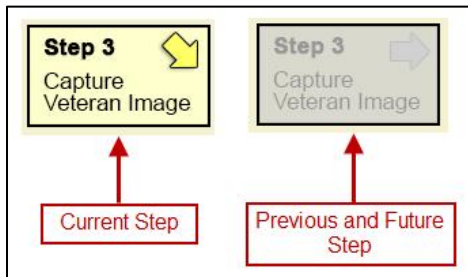 Step 3
Capture
Veteran Image
Step 3
Capture
Veteran Image
Current Step
Previous and Future
Step